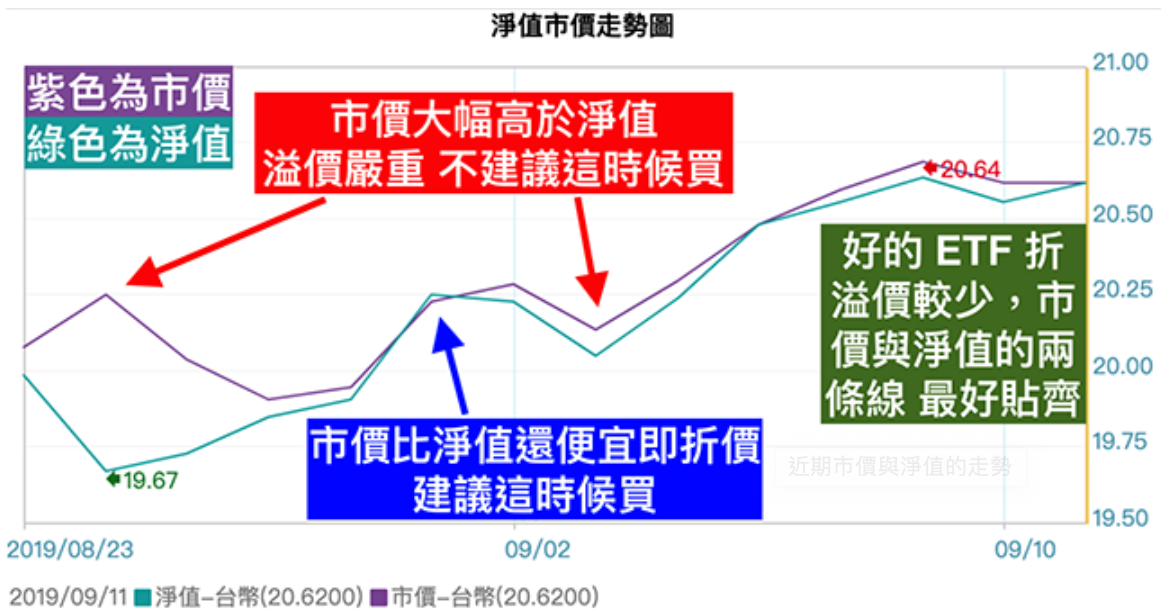 淨值市價走勢圖
紫色為市價
綠色為淨值
市價大幅高於淨值
溢價嚴重 不建議這時候買
21.00
20.75
20.64
20.50
好的 ETF 折
溢價較少，市
價與淨值的兩
條線 最好貼齊
20.25
20.00
19.75
19.50
市價比淨值還便宜即折價
建議這時候買
近期市價與淨值的走勢
19.67
2019/08/23
09/02
09/10
2019/09/11 淨值-台幣(20.6200) 市價-台幣(20.6200)